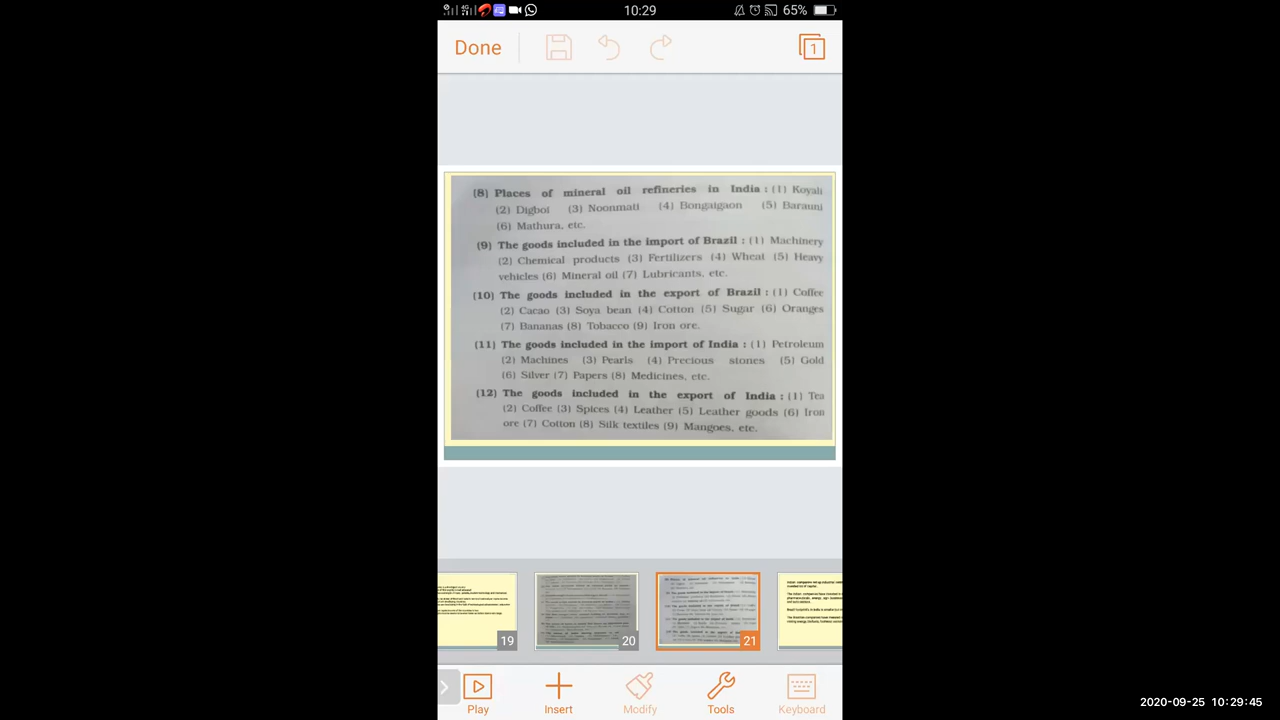 10:29
65%
Done
1
(8) Places of mineral oil refineries in India : (1) Koyali
(2) Digboi (3) Noonmati (4) Bongaigaon (5) Barauni
(6) Mathura, etc.
(9) The goods included in the import of Brazil : (1) Machinery
(2) Chemical products (3) Fertilizers (4) Wheat (5) Heavy
vehicles (6) Mineral oil (7) Lubricants, etc.
(10) The goods included in the export of Brazil : (1) Coffee
(2) Cacao (3) Soya bean (4) Cotton (5) Sugar (6) Oranges
(7) Bananas (8) Tobacco (9) Iron ore.
(11) The goods included in the import of India : (1) Petroleum
(2) Machines (3) Pearls (4) Precious stones (5) Gold
(6) Silver (7) Papers (8) Medicines, etc.
(12) The goods included in the export of India : (1) Tea
(2) Coffee (3) Spices (4) Leather (5) Leather goods (6) Iron
ore (7) Cotton (8) Silk textiles (9) Mangoes, etc.
19
20
21
Play
Insert
Modify
Tools
Keyboard
2020-09-25 10:29:45